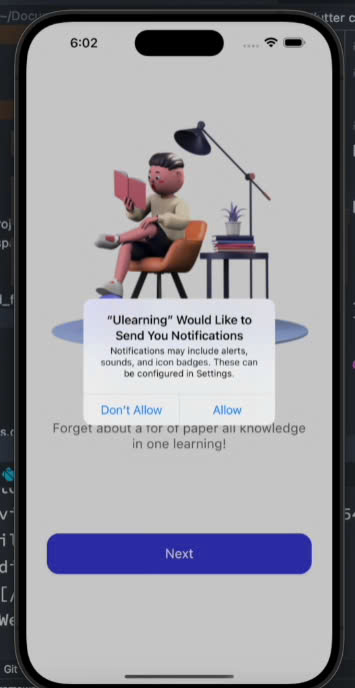 ~/Docu
6:02
utter c
"Ulearning" Would Like to
Send You Notifications
Notifications may include alerts,
sounds, and icon badges. These can
be configured in Settings.
Don't Allow
Allow
Forget about a for of paper all knowledge
in one learning!
Next
Git